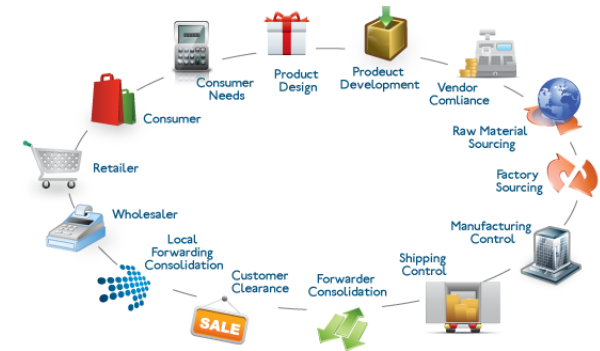 Consumer
Needs
Product
Design
Prodeuct
Development
Vendor
Comliance
Raw Material
Sourcing
Factory
Sourcing
Manufacturing
Control
Shipping
Control
Forwarder
Consolidation
Customer
Clearance
SALE
Local
Forwarding
Consolidation
Wholesaler
Retailer
Consumer